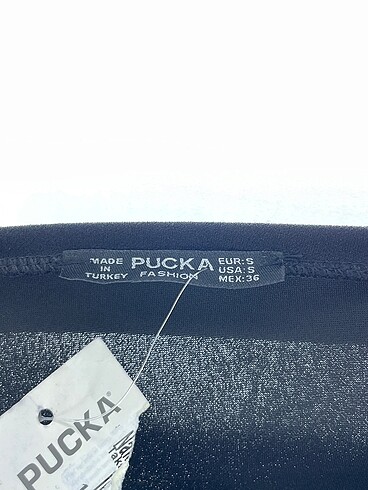 MADE IN TURKEY
PUCKA FASHION
EUR:S
USA:S
MEX:36
PUCKA®